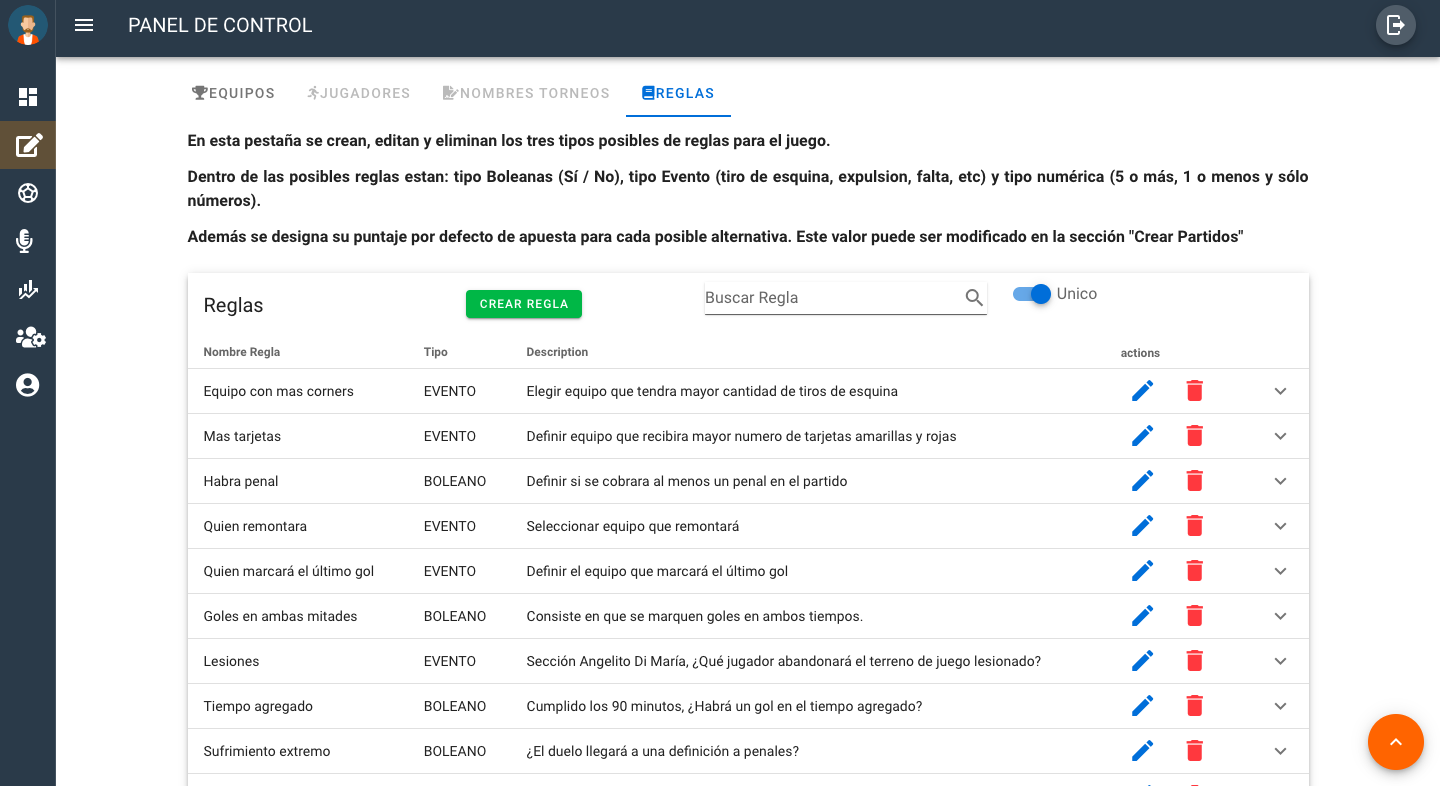 PANEL DE CONTROL
EQUIPOS
JUGADORES
NOMBRES TORNEOS
REGLAS
En esta pestaña se crean, editan y eliminan los tres tipos posibles de reglas para el juego.
Dentro de las posibles reglas estan: tipo Boleanas (Sí / No), tipo Evento (tiro de esquina, expulsion, falta, etc) y tipo numérica (5 o más, 1 o menos y sólo
números).
Además se designa su puntaje por defecto de apuesta para cada posible alternativa. Este valor puede ser modificado en la sección "Crear Partidos"
Reglas CREAR REGLA Buscar Regla Unico
Nombre Regla Tipo Description actions
Equipo con mas corners EVENTO Elegir equipo que tendra mayor cantidad de tiros de esquina
Mas tarjetas EVENTO Definir equipo que recibira mayor numero de tarjetas amarillas y rojas
Habra penal BOLEANO Definir si se cobrara al menos un penal en el partido
Quien remontara EVENTO Seleccionar equipo que remontará
Quien marcará el último gol EVENTO Definir el equipo que marcará el último gol
Goles en ambas mitades BOLEANO Consiste en que se marquen goles en ambos tiempos.
Lesiones EVENTO Sección Angelito Di María, ¿Qué jugador abandonará el terreno de juego lesionado?
Tiempo agregado BOLEANO Cumplido los 90 minutos, ¿Habrá un gol en el tiempo agregado?
Sufrimiento extremo BOLEANO ¿El duelo llegará a una definición a penales?